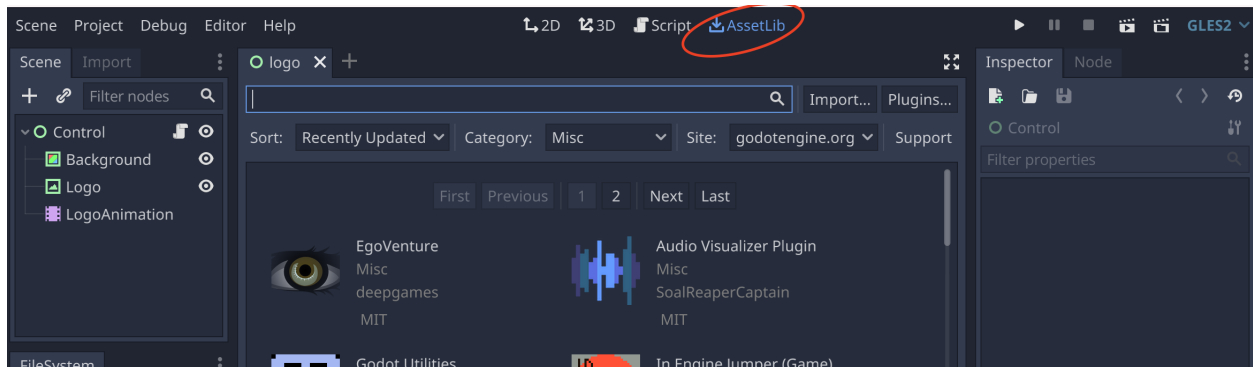 Scene Project Debug Editor Help 2D 3D Script AssetLib GLES2
Scene Import logo Inspector Node
Filter nodes Import... Plugins...
Control Sort: Recently Updated Category: Misc Site: godotengine.org Support Control
Background Filter properties
Logo First Previous 1 2 Next Last
LogoAnimation
EgoVenture Audio Visualizer Plugin
Misc Misc
deepgames SoalReaperCaptain
MIT MIT
FileSystem Godot Utilities In Engine Jumper (Game)